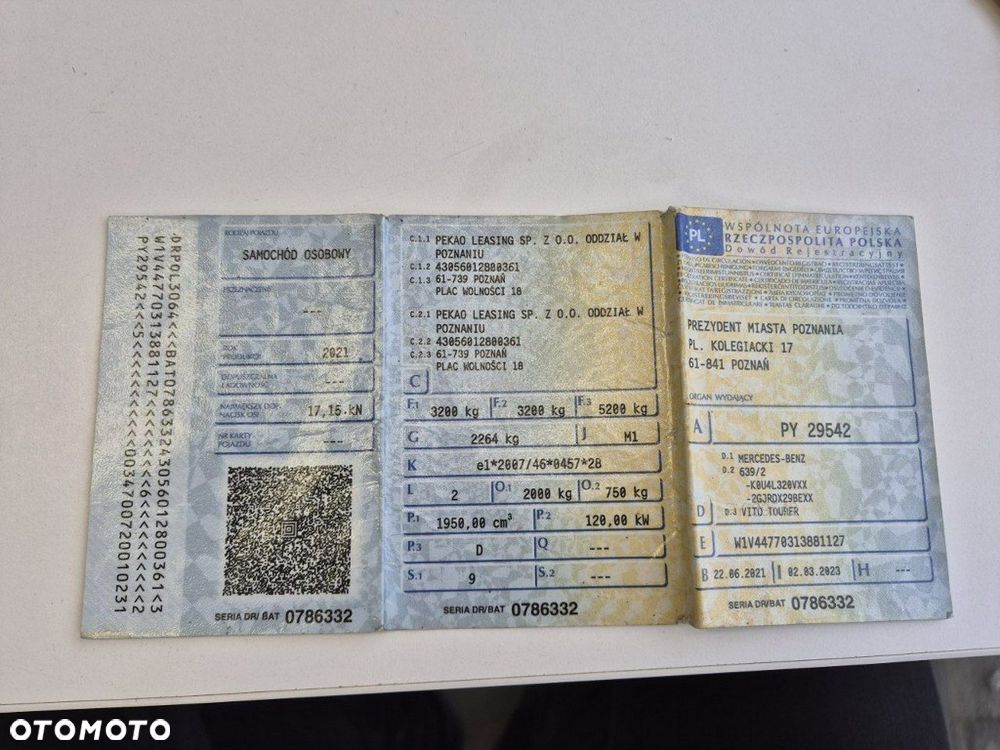 DRPOLL3064<<BAT078633243056012800361<3
W1V44770313881127<<<<<<<<<<<<<<<<<
PY29542<<5<<<<<<<<<<<<<6<<<<<<<2
RODZAJ POJAZDU
SAMOCHÓD OSOBOWY
PRZEZNACZENIE
---
ROK PRODUKCJI 2021
DOPUSZCZALNA ŁADOWNOŚĆ ---
NAJWIĘKSZY DOP. NACISK OSI 17,15 kN
NR KARTY POJAZDU ---
SERIA DR/BAT 0786332
C.1.1 PEKAO LEASING SP. Z O.O. ODDZIAŁ W
POZNANIU
C.1.2 43056012800361
C.1.3 61-739 POZNAŃ
PLAC WOLNOŚCI 18
C.2.1 PEKAO LEASING SP. Z O.O. ODDZIAŁ W
POZNANIU
C.2.2 43056012800361
C.2.3 61-739 POZNAŃ
PLAC WOLNOŚCI 18
C
F.1 3200 kg F.2 3200 kg F.3 5200 kg
G 2264 kg J M1
K e1*2007/46*0457*28
L 2 O.1 2000 kg O.2 750 kg
P.1 1950,00 cm³ P.2 120,00 kW
P.3 D Q ---
S.1 9 S.2 ---
SERIA DR/BAT 0786332
PL
WSPÓLNOTA EUROPEJSKA
RZECZPOSPOLITA POLSKA
Dowód Rejestracyjny
PREZYDENT MIASTA POZNANIA
PL. KOLEGIACKI 17
61-841 POZNAŃ
ORGAN WYDAJĄCY
A PY 29542
D.1 MERCEDES-BENZ
D.2 639/2
-K0U4L320VXX
-2GJRDX29BEXX
D D.3 VITO TOURER
E W1V44770313881127
B 22.06.2021 I 02.03.2023 H ---
SERIA DR/BAT 0786332
OTOMOTO